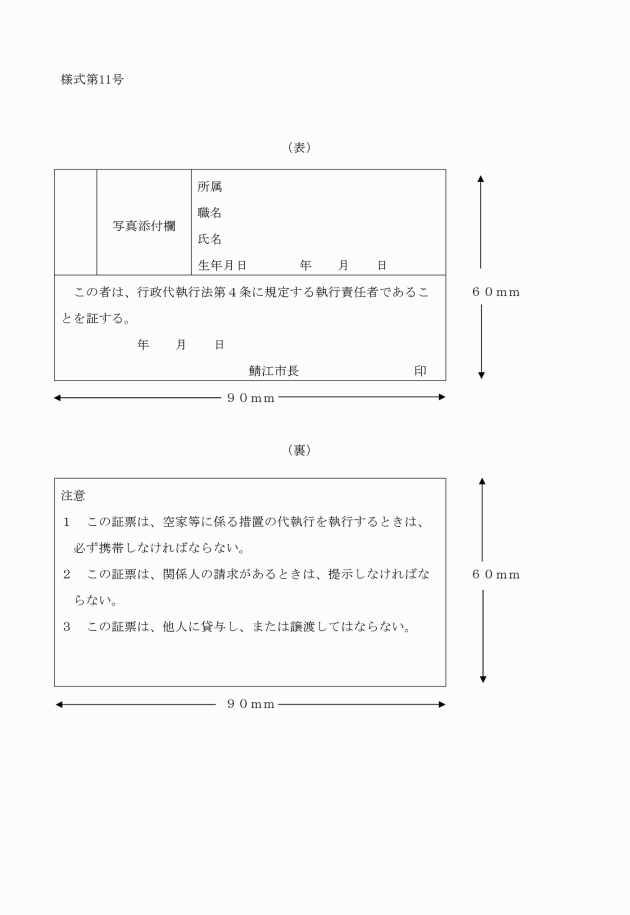 様式第11号
（表）
所属
職名
写真添付欄
氏名
生年月日　　　　年　　月　　日
この者は、行政代執行法第４条に規定する執行責任者であるこ
とを証する。
年　　月　　日
鯖江市長　　　　　　　　　印
６０mm
９０mm
（裏）
注意
１　この証票は、空家等に係る措置の代執行を執行するときは、
必ず携帯しなければならない。
２　この証票は、関係人の請求があるときは、提示しなければな
らない。
３　この証票は、他人に貸与し、または譲渡してはならない。
６０mm
９０mm